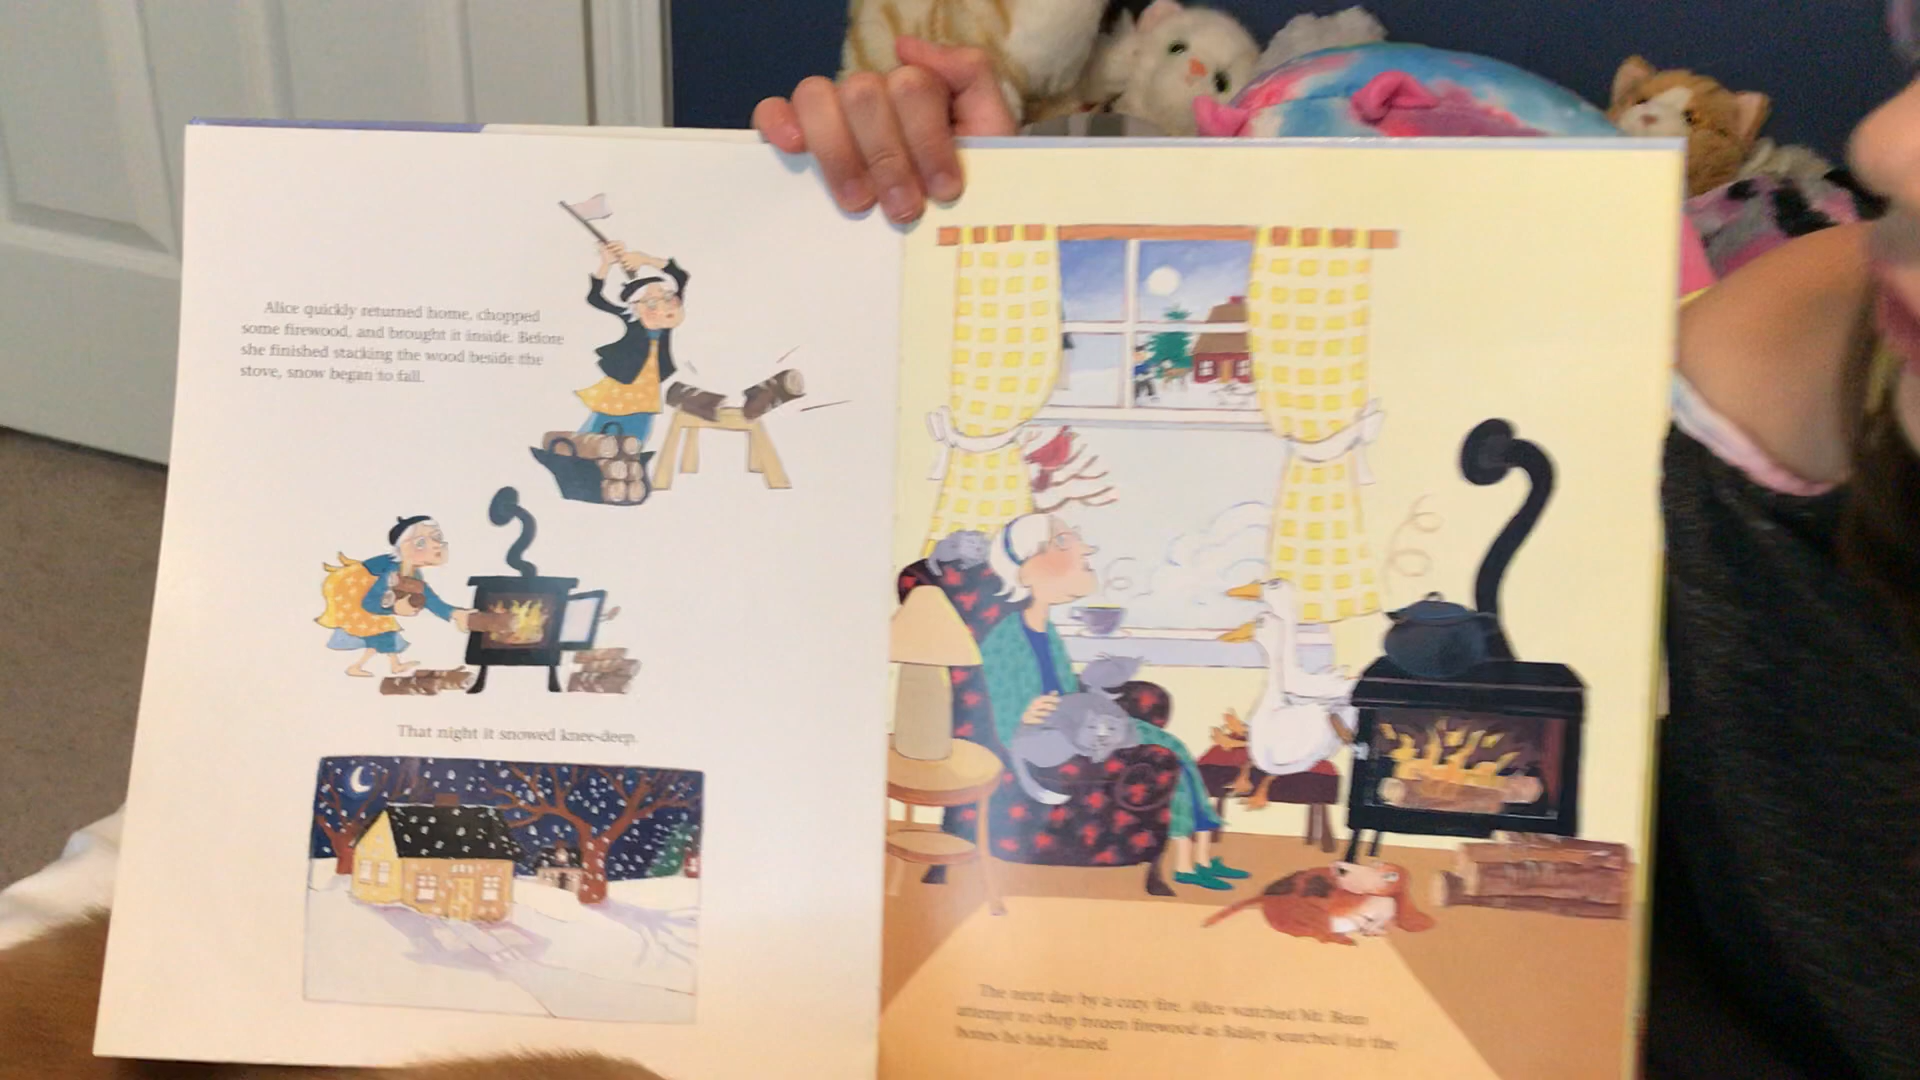 Alice quickly returned home, chopped
some firewood, and brought it inside. Before
she finished stacking the wood beside the
stove, snow began to fall.
That night it snowed knee-deep.
The next day by a cozy fire, Alice watched Mr. Bean
attempt to chop frozen firewood as Bailey searched for the
bones he had buried.